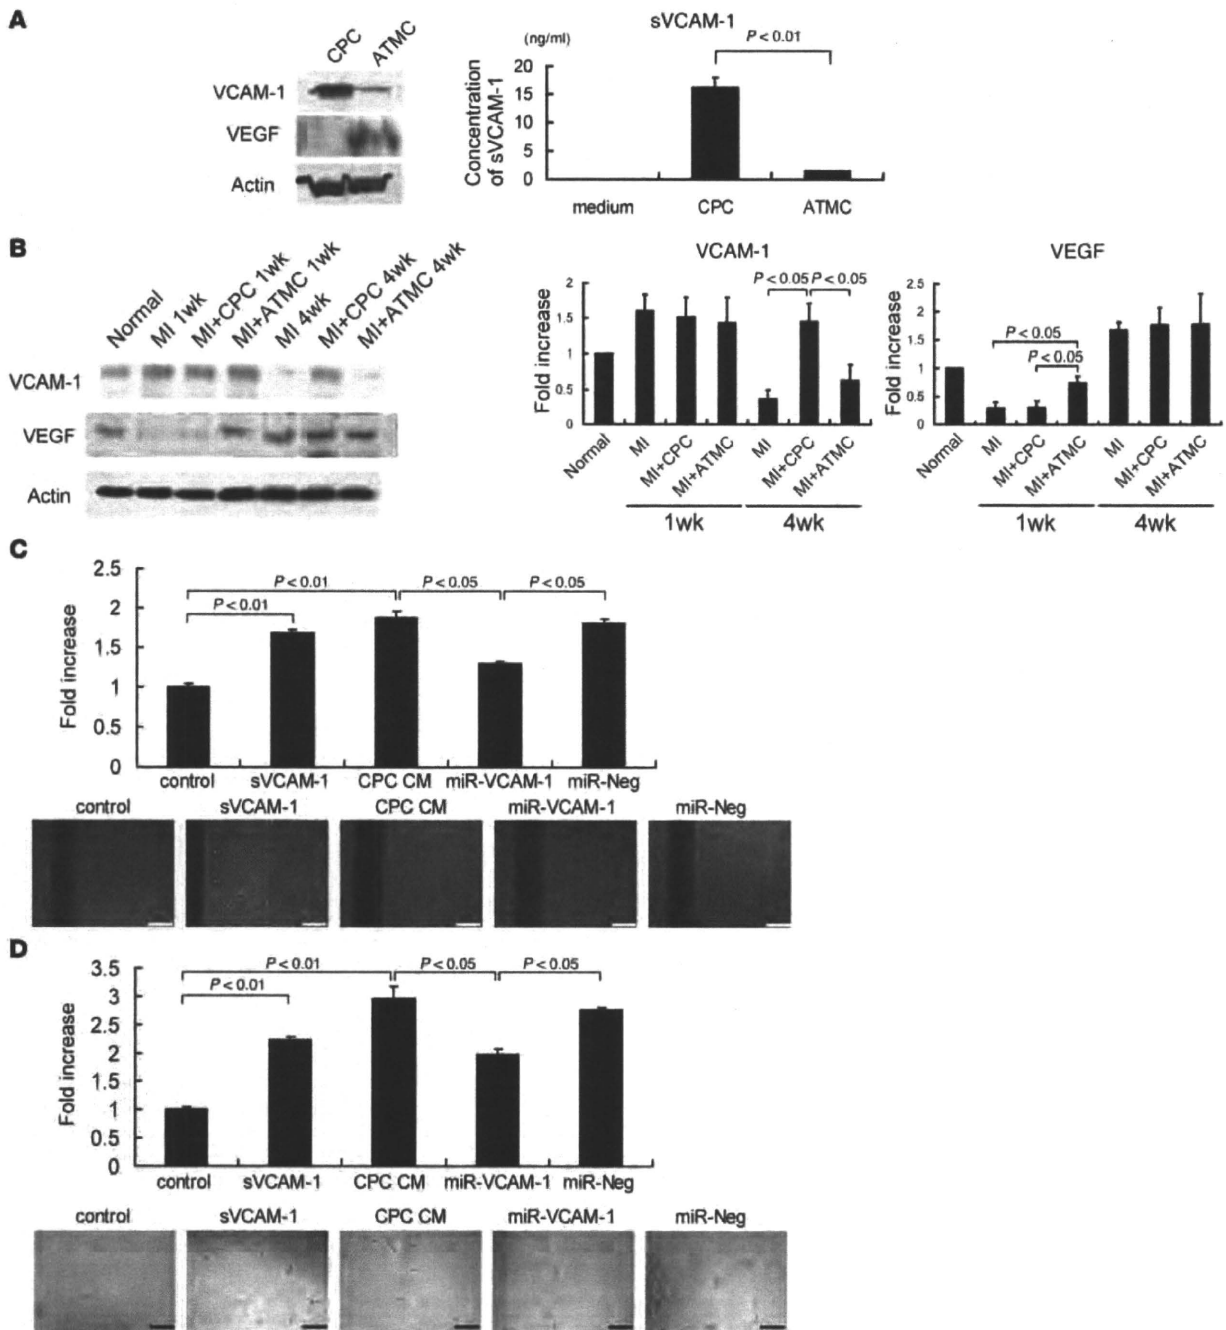 A
CPC
ATMC
VCAM-1
VEGF
Actin
sVCAM-1
(ng/ml)
P < 0.01
Concentration
of sVCAM-1
20
15
10
5
0
medium
CPC
ATMC
B
Normal
MI 1wk
MI+CPC 1wk
MI+ATMC 1wk
MI 4wk
MI+CPC 4wk
MI+ATMC 4wk
VCAM-1
VEGF
Actin
VCAM-1
Fold increase
2
1.5
1
0.5
0
P < 0.05
P < 0.05
Normal
MI
MI+CPC
MI+ATMC
MI
MI+CPC
MI+ATMC
1wk
4wk
VEGF
Fold increase
2.5
2
1.5
1
0.5
0
P < 0.05
P < 0.05
Normal
MI
MI+CPC
MI+ATMC
MI
MI+CPC
MI+ATMC
1wk
4wk
C
Fold increase
2.5
2
1.5
1
0.5
0
P < 0.01
P < 0.05
P < 0.05
P < 0.01
control
sVCAM-1
CPC CM
miR-VCAM-1
miR-Neg
control
sVCAM-1
CPC CM
miR-VCAM-1
miR-Neg
D
Fold increase
3.5
3
2.5
2
1.5
1
0.5
0
P < 0.01
P < 0.05
P < 0.05
P < 0.01
control
sVCAM-1
CPC CM
miR-VCAM-1
miR-Neg
control
sVCAM-1
CPC CM
miR-VCAM-1
miR-Neg